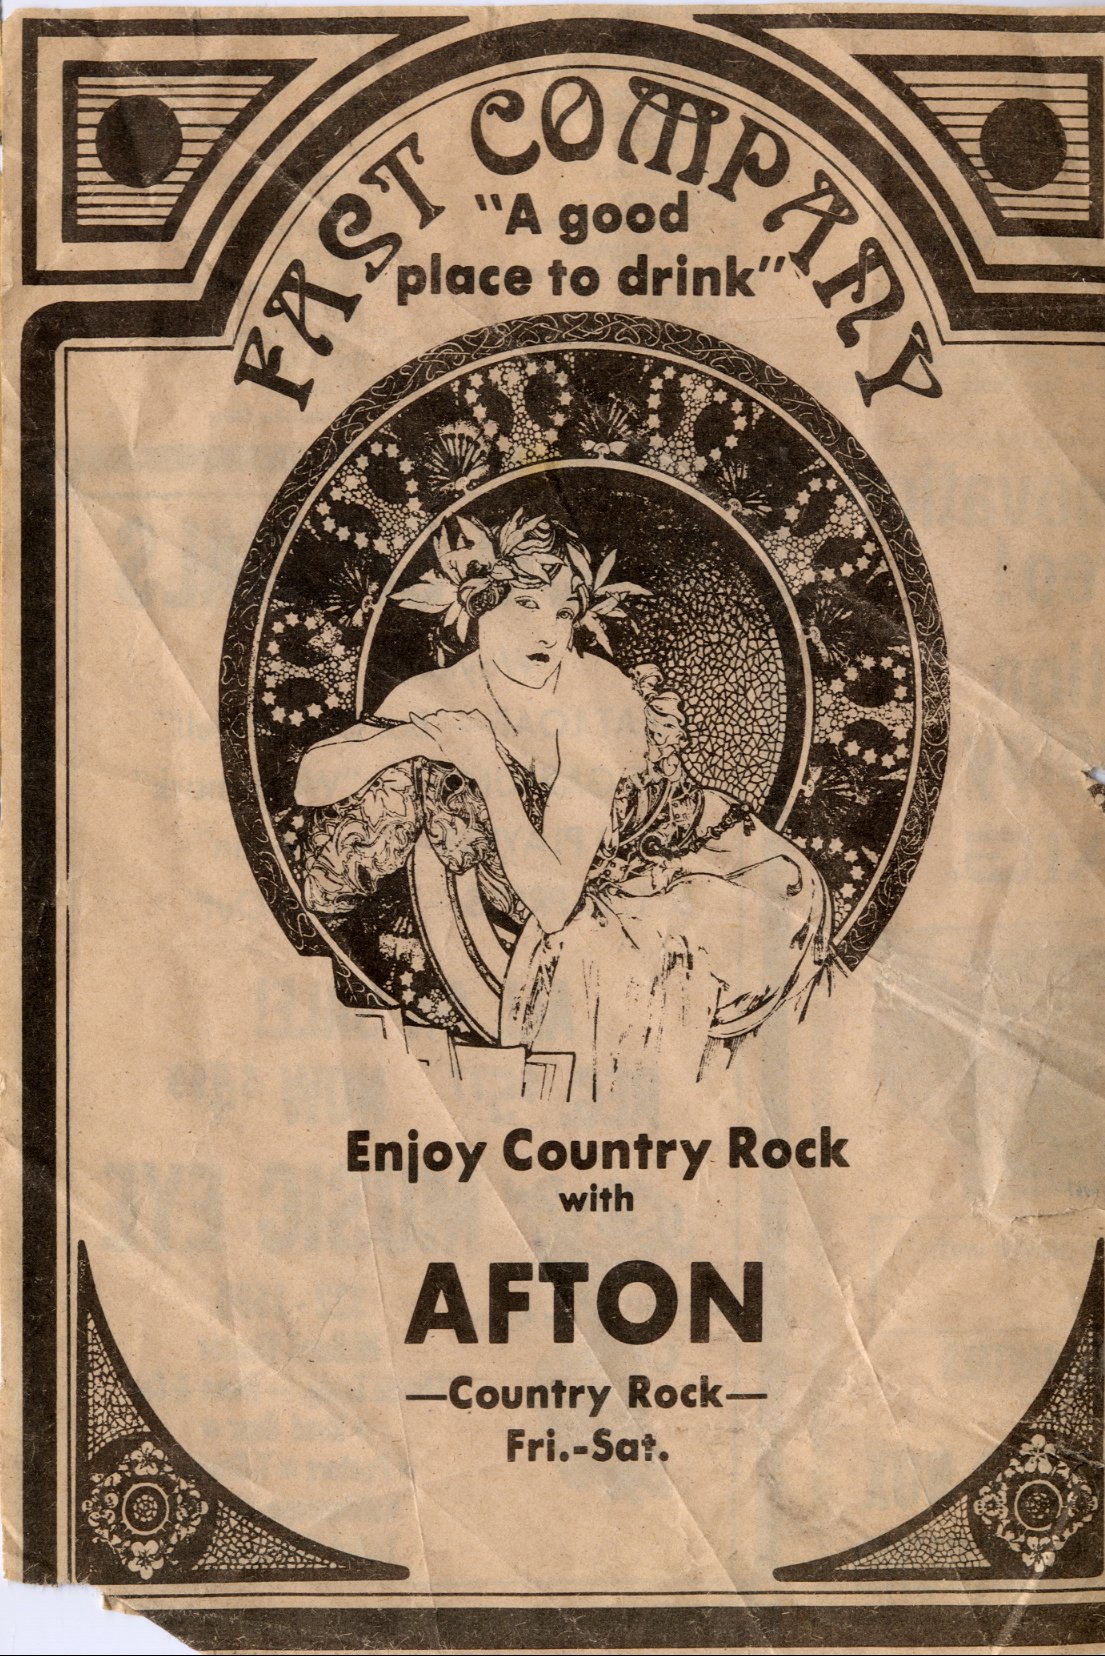 FAST COMPANY
"A good
place to drink"
Enjoy Country Rock
with
AFTON
—Country Rock—
Fri.-Sat.